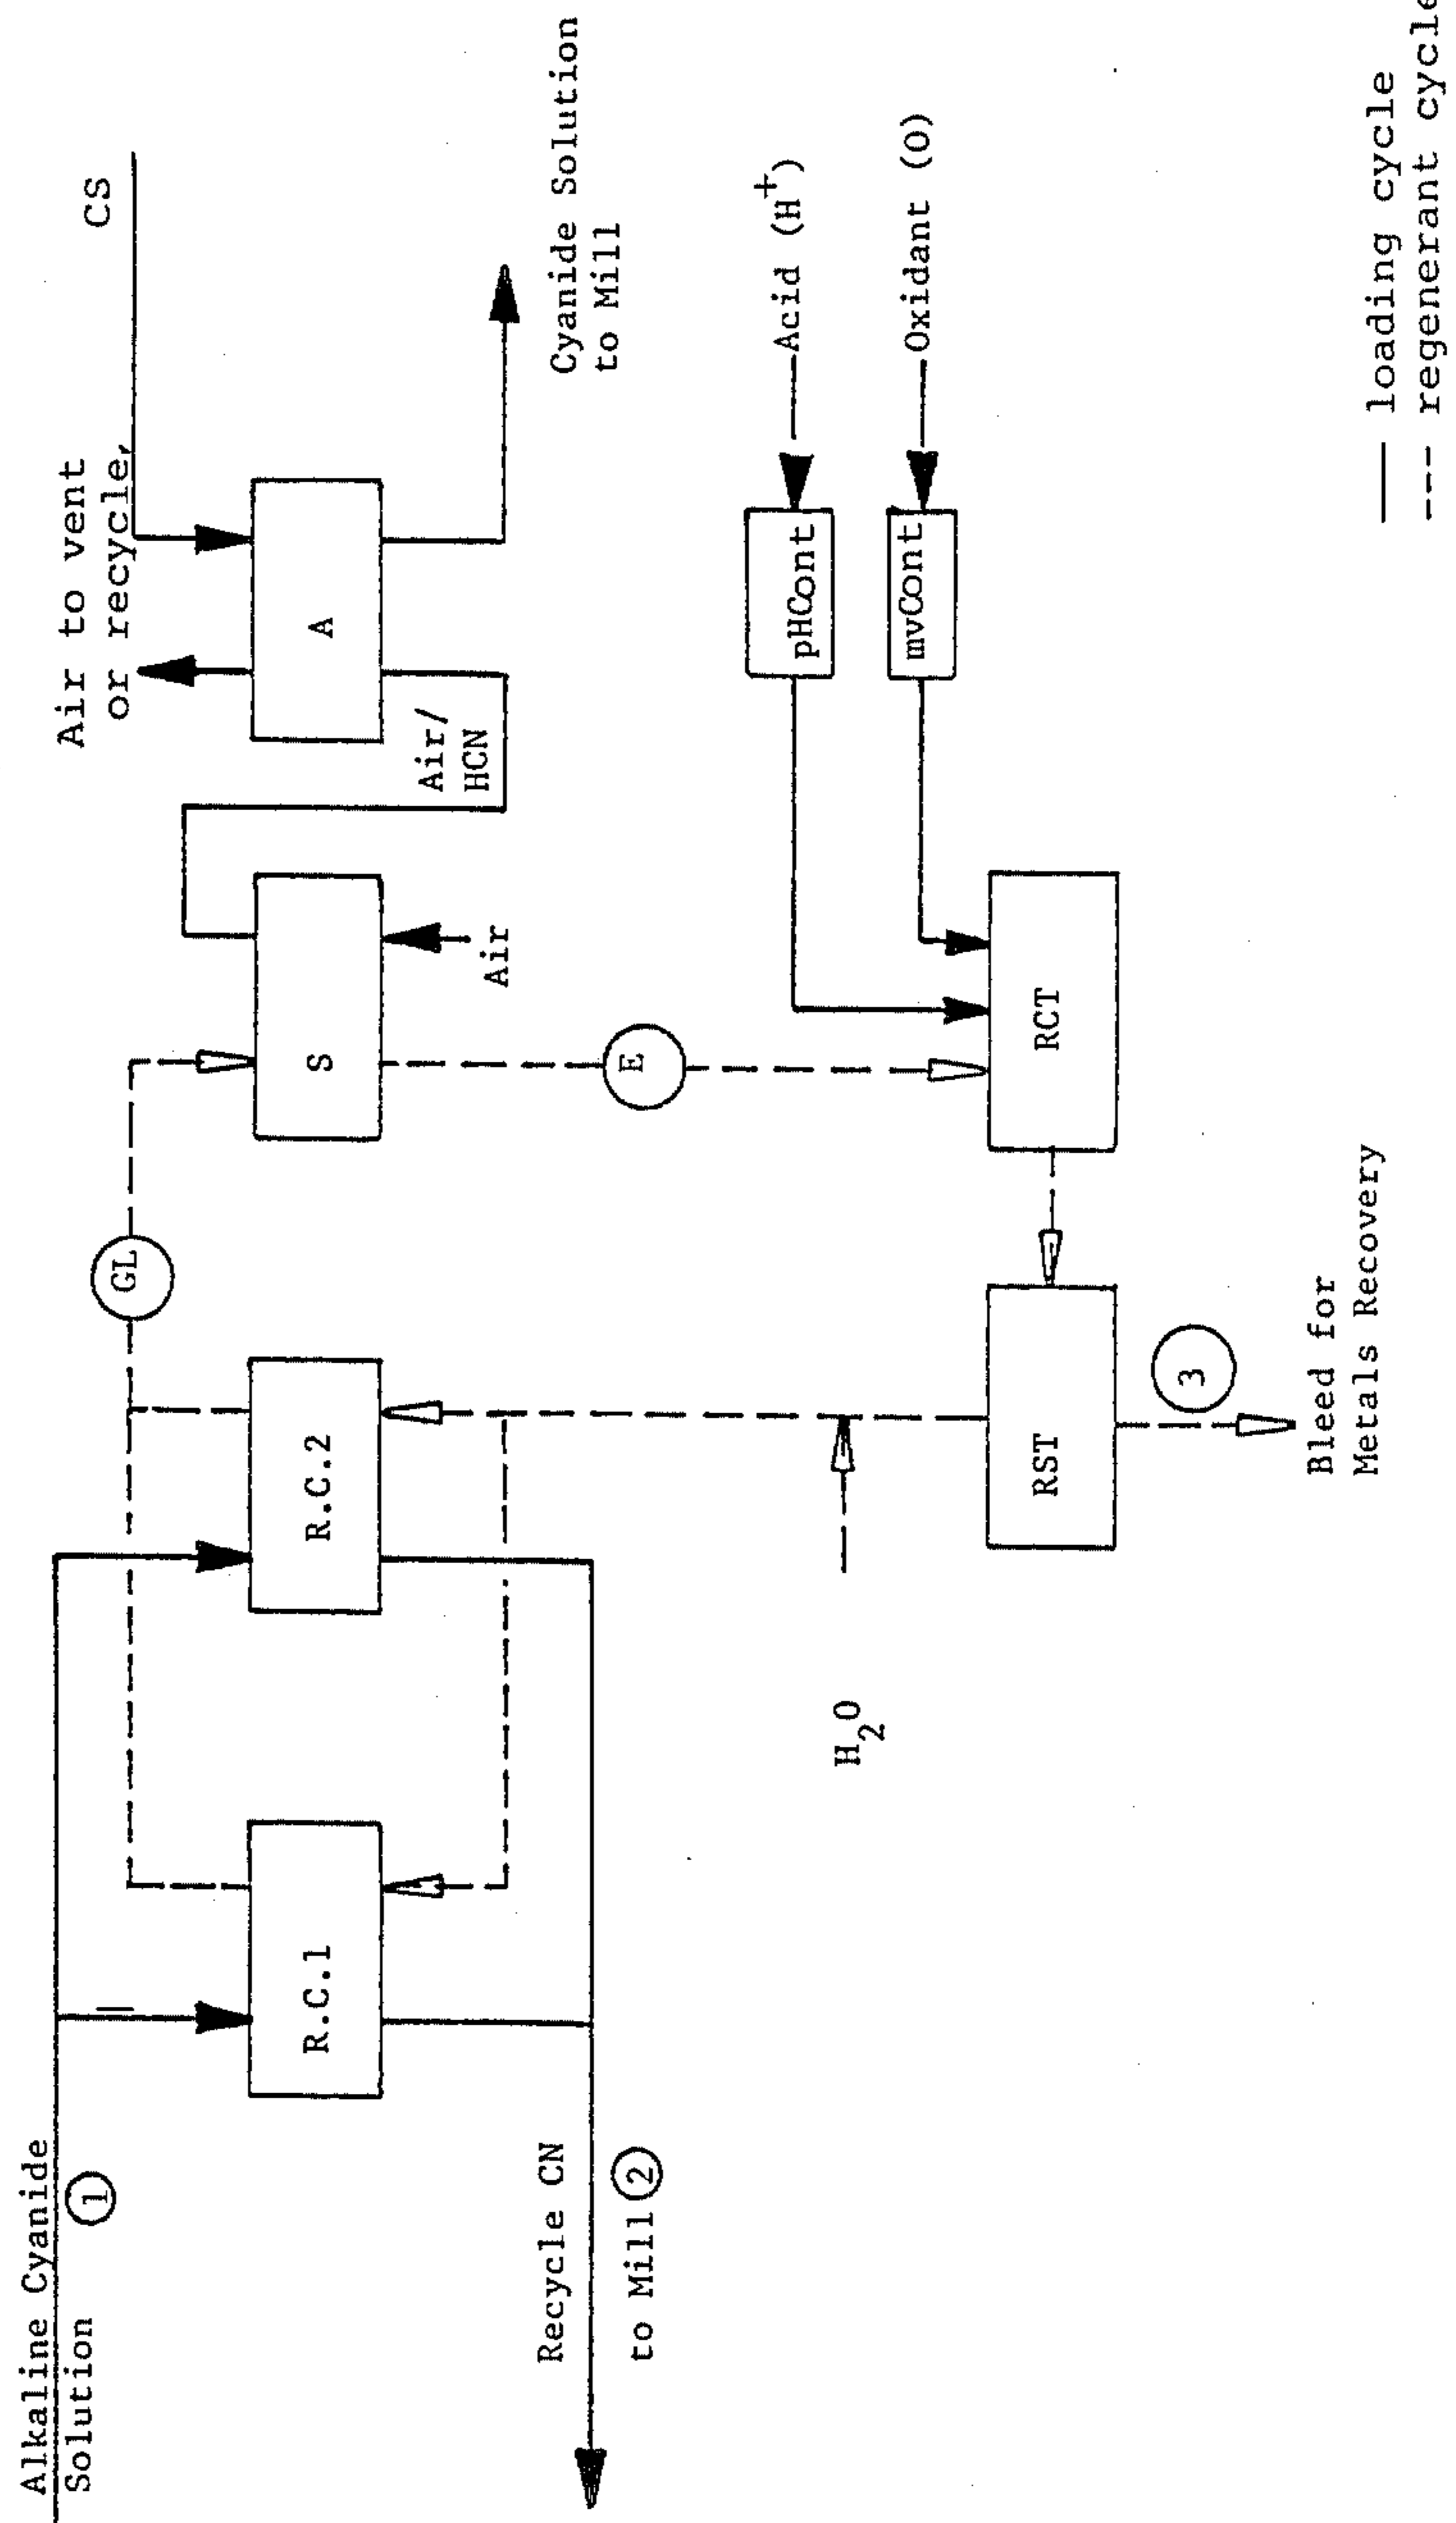 Alkaline Cyanide
Solution
1
GL
Air to vent
or recycle,
CS
R.C.1
R.C.2
S
A
Air/
HCN
Air
Cyanide Solution
to Mill
Recycle CN
to Mill 2
E
H2O
pHCont
Acid (H+)
mvCont
Oxidant (O)
RST
RCT
3
Bleed for
Metals Recovery
loading cycle
regenerant cycle